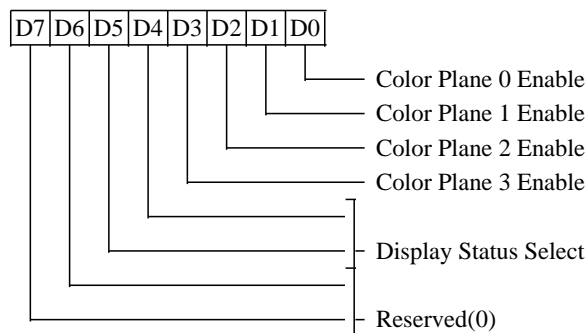 D7 D6 D5 D4 D3 D2 D1 D0
Color Plane 0 Enable
Color Plane 1 Enable
Color Plane 2 Enable
Color Plane 3 Enable
Display Status Select
Reserved(0)